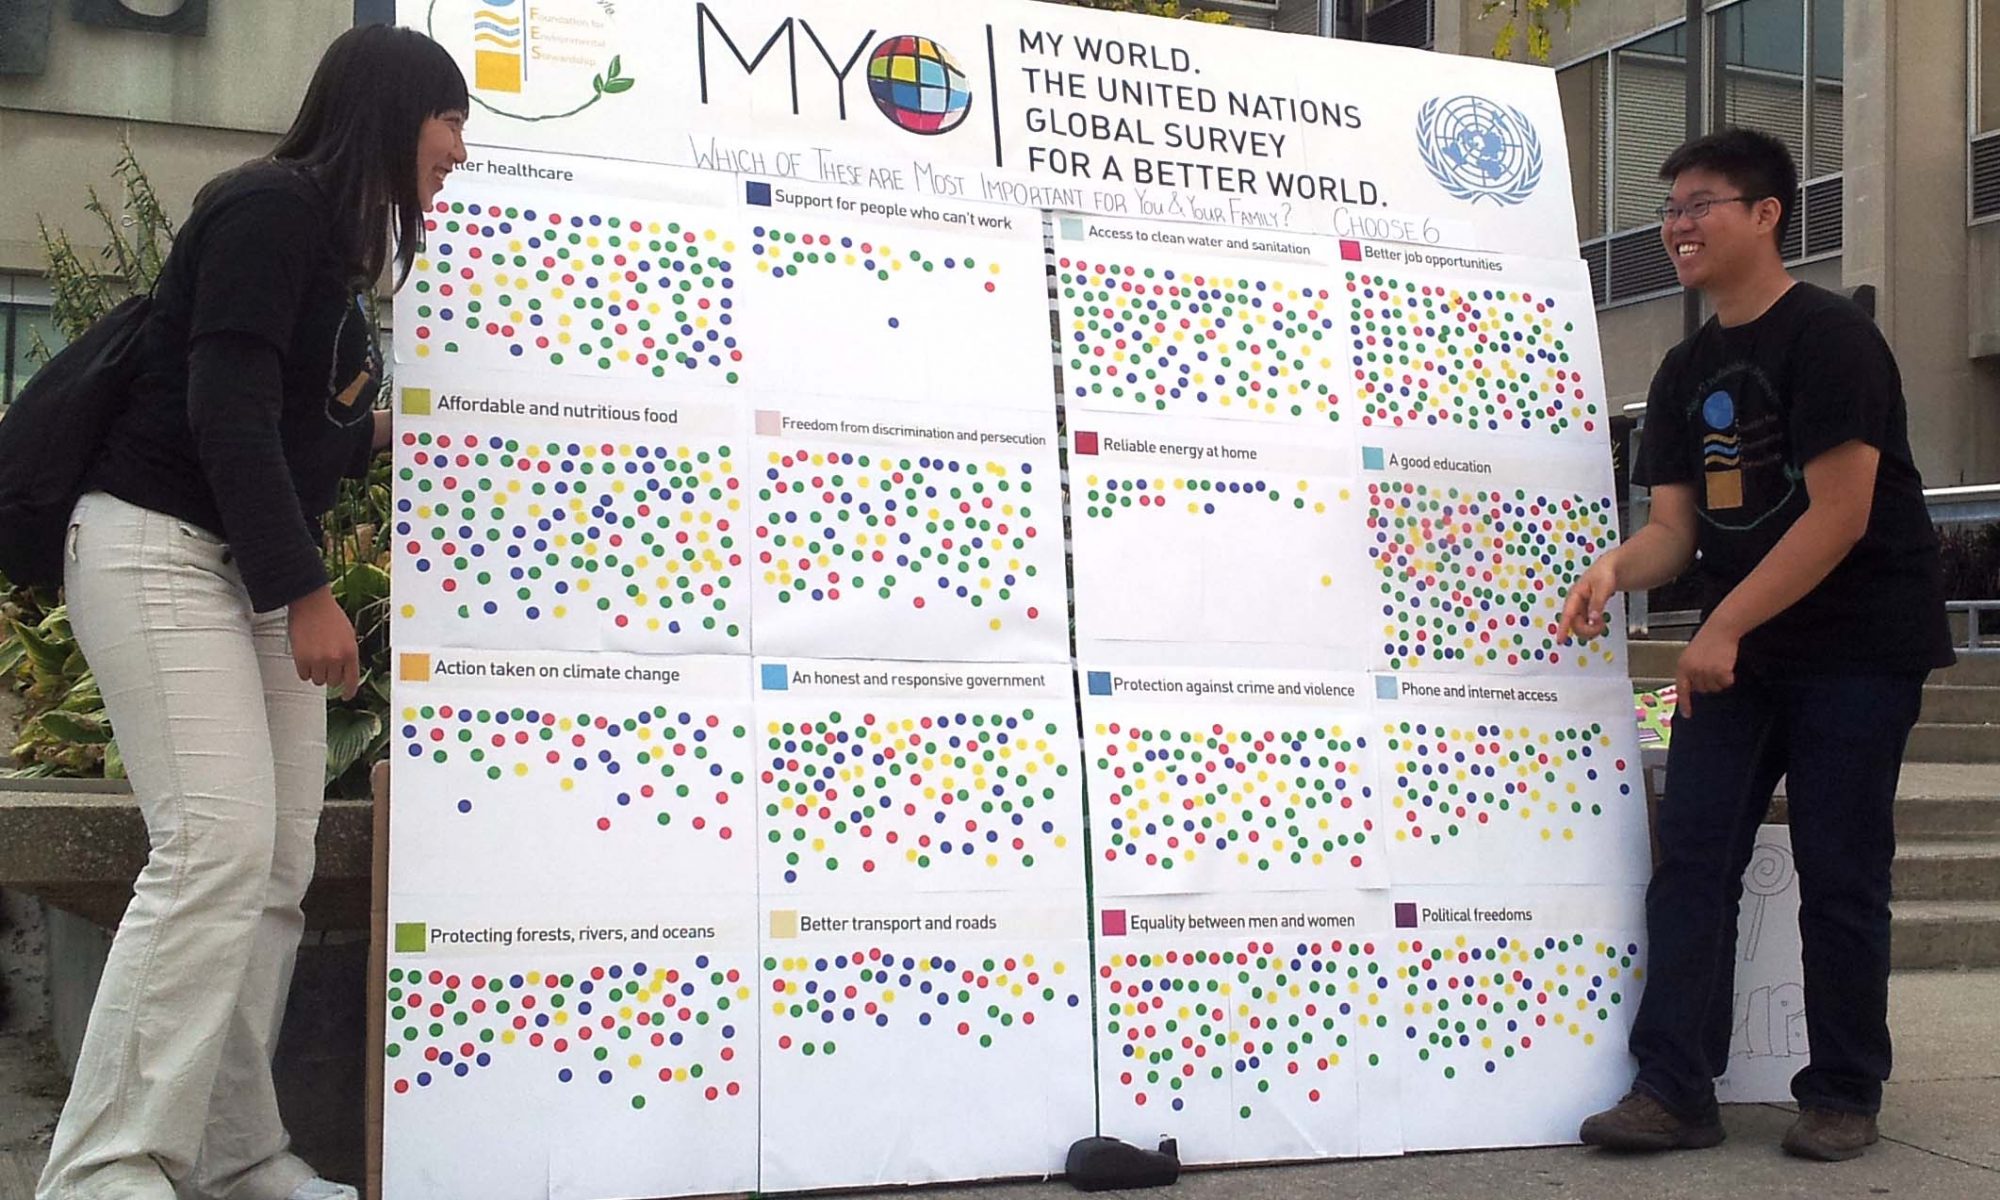 Foundation for
Environmental
Stewardship
MY
MY WORLD.
THE UNITED NATIONS
GLOBAL SURVEY
FOR A BETTER WORLD.
WHICH OF THESE ARE MOST IMPORTANT FOR YOU & YOUR FAMILY? CHOOSE 6
tter healthcare
Support for people who can't work
Access to clean water and sanitation
Better job opportunities
Affordable and nutritious food
Freedom from discrimination and persecution
Reliable energy at home
A good education
Action taken on climate change
An honest and responsive government
Protection against crime and violence
Phone and internet access
Protecting forests, rivers, and oceans
Better transport and roads
Equality between men and women
Political freedoms